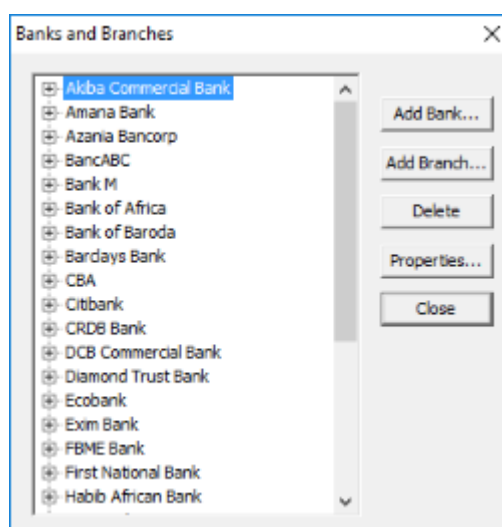 Banks and Branches
Akiba Commercial Bank
Amana Bank
Azania Bancorp
BancABC
Bank M
Bank of Africa
Bank of Baroda
Barclays Bank
CBA
Citibank
CRDB Bank
DCB Commercial Bank
Diamond Trust Bank
Ecobank
Exim Bank
FBME Bank
First National Bank
Habib African Bank
Add Bank...
Add Branch...
Delete
Properties...
Close